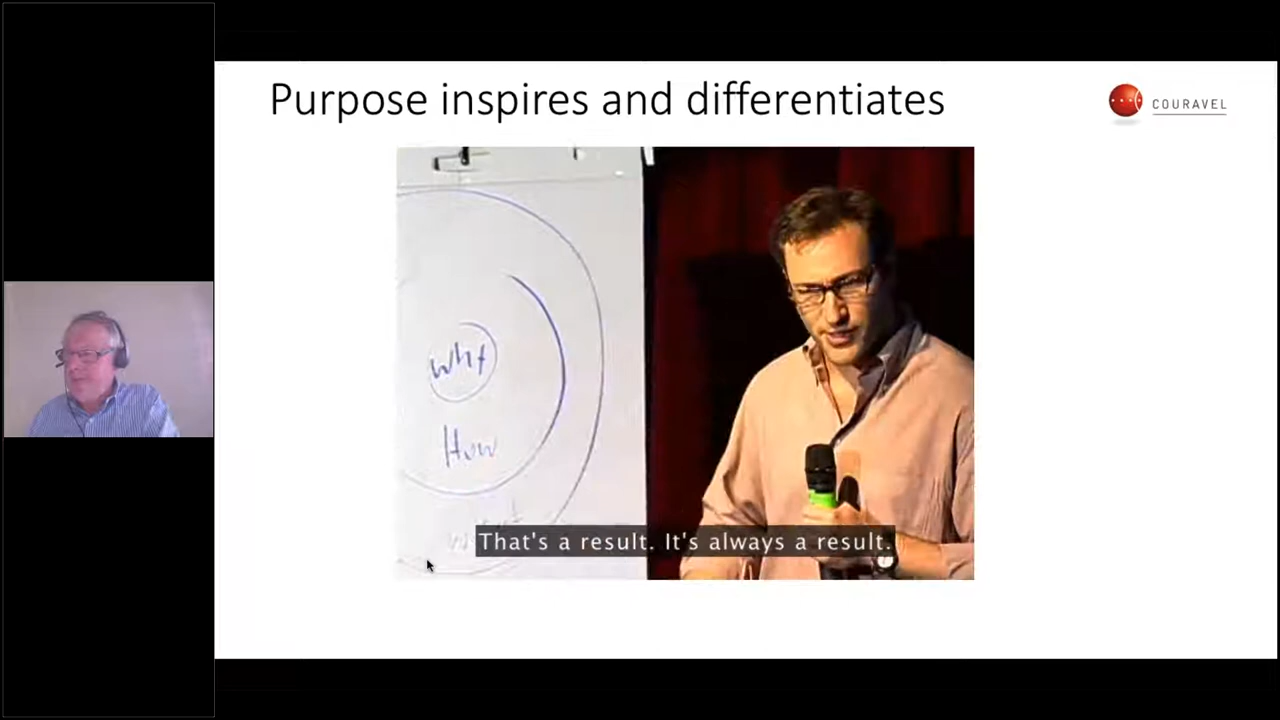 Purpose inspires and differentiates
COURAVEL
Why
How
That's a result. It's always a result.